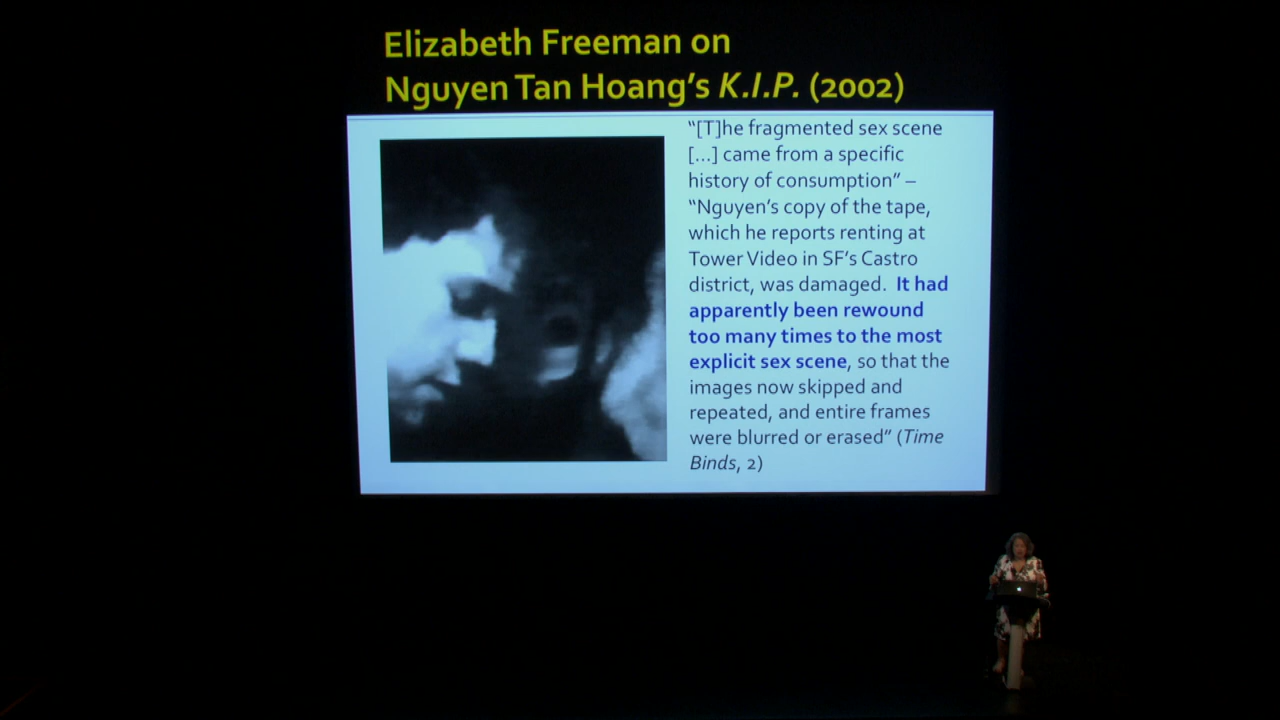 Elizabeth Freeman on
Nguyen Tan Hoang's K.I.P. (2002)
“[T]he fragmented sex scene
[…] came from a specific
history of consumption” –
“Nguyen's copy of the tape,
which he reports renting at
Tower Video in SF's Castro
district, was damaged. It had
apparently been rewound
too many times to the most
explicit sex scene, so that the
images now skipped and
repeated, and entire frames
were blurred or erased” (Time
Binds, 2)